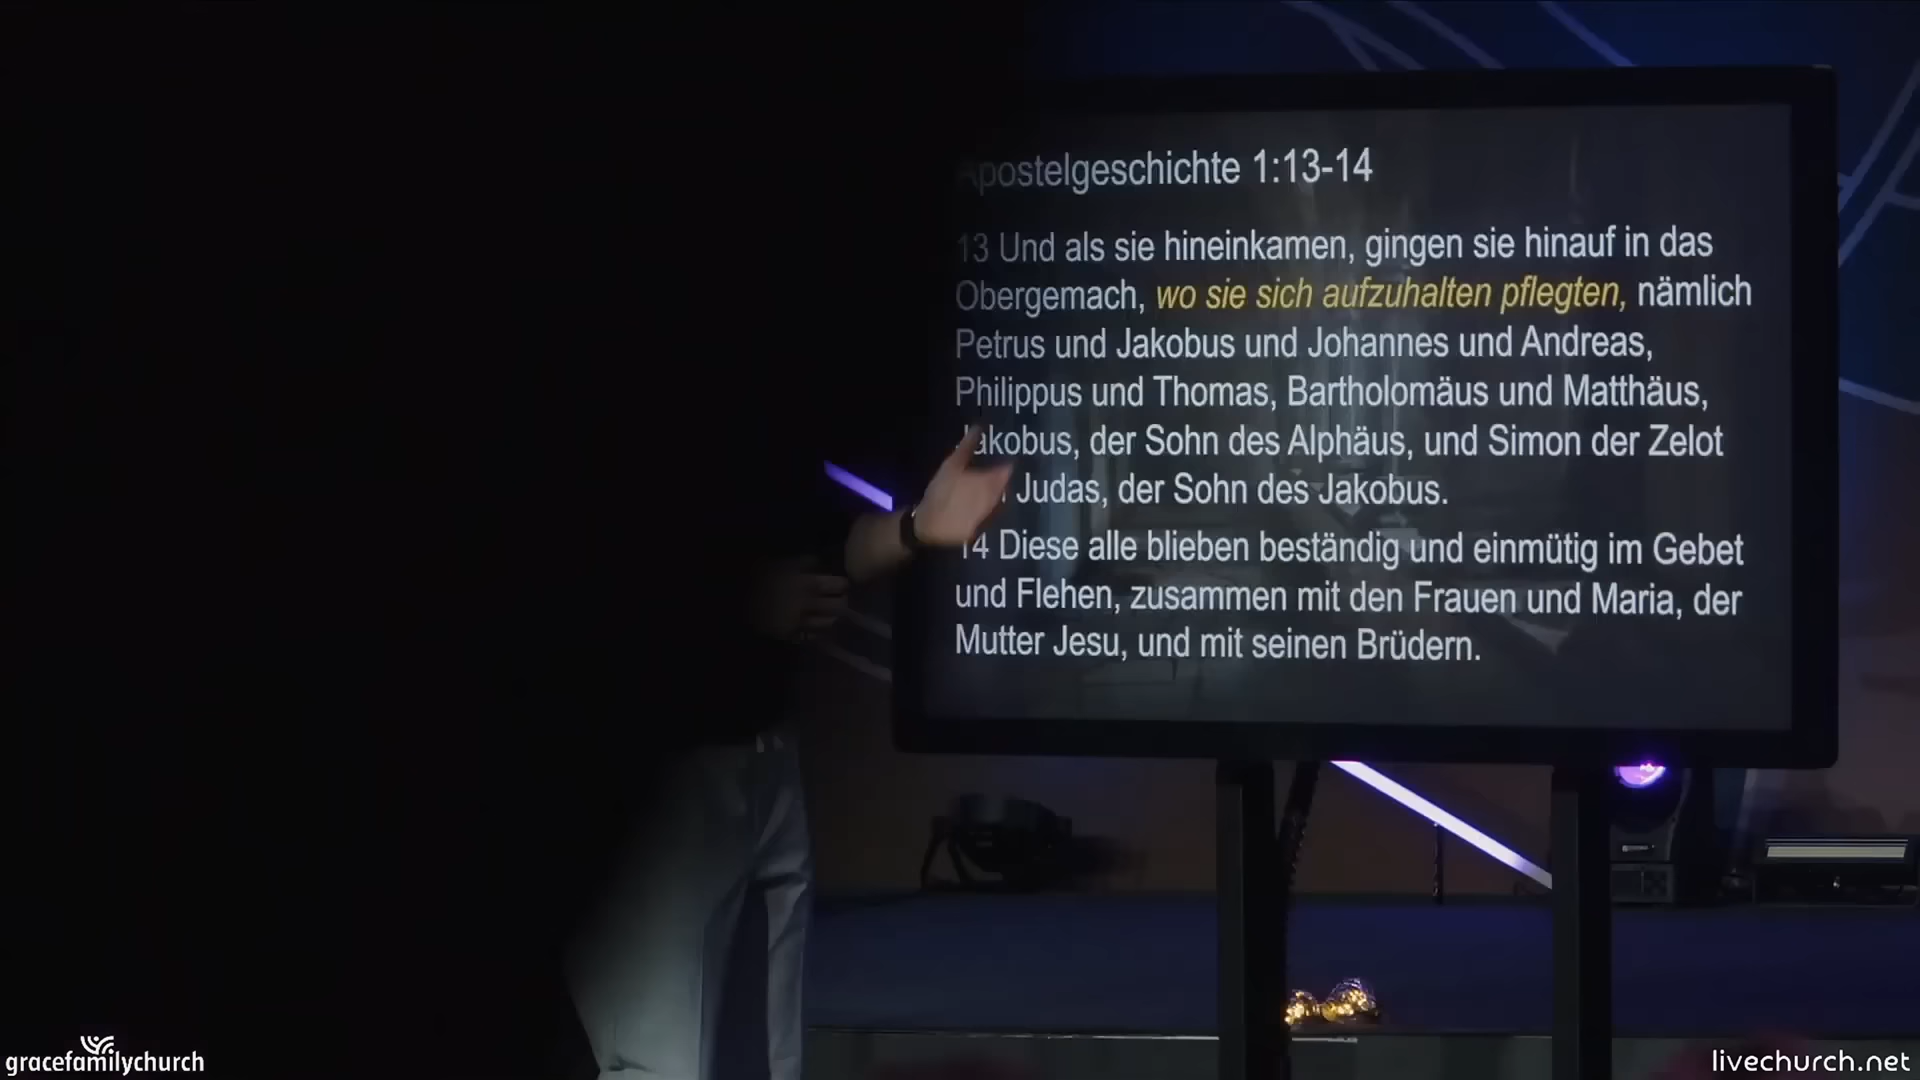 Apostelgeschichte 1:13-14
13 Und als sie hineinkamen, gingen sie hinauf in das
Obergemach, wo sie sich aufzuhalten pflegten, nämlich
Petrus und Jakobus und Johannes und Andreas,
Philippus und Thomas, Bartholomäus und Matthäus,
Jakobus, der Sohn des Alphäus, und Simon der Zelot
Judas, der Sohn des Jakobus.
14 Diese alle blieben beständig und einmütig im Gebet
und Flehen, zusammen mit den Frauen und Maria, der
Mutter Jesu, und mit seinen Brüdern.
gracefamilychurch
livechurch.net